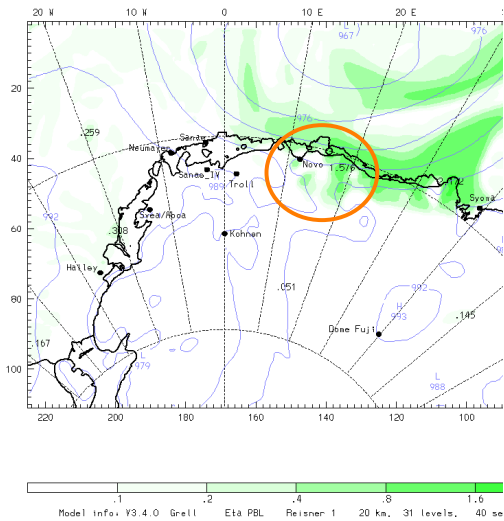 20 W 10 W 0 10 E 20 E
L
967
976
976
20
.259
Sanae
Neumayer
Novo
1.576
40
Sanae_IV
989
Troll
Syowa
992
Svea/Aboa
60
.308
Kohnen
Halley
.051
992
H
993
80
.145
Dome Fuji
.167
L
979
L
988
100
220 200 180 160 140 120 100
.1 .2 .4 .8 1.6
Model info: V3.4.0 Grell Eta PBL Reisner 1 20 km, 31 levels, 40 se